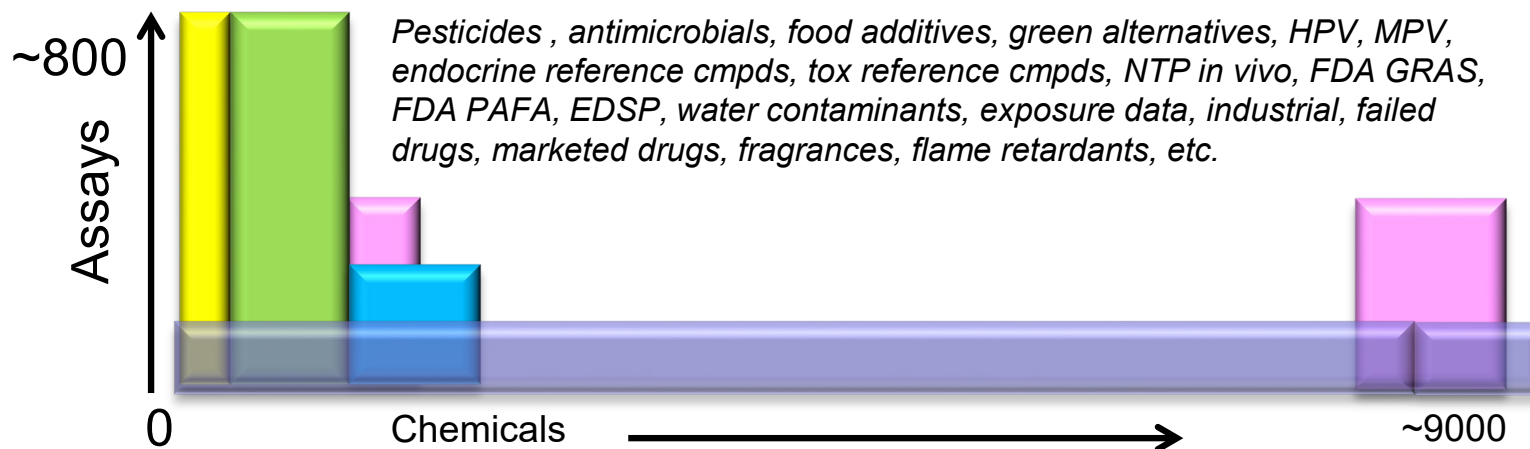 ~800
Assays
Pesticides , antimicrobials, food additives, green alternatives, HPV, MPV,
endocrine reference cmpds, tox reference cmpds, NTP in vivo, FDA GRAS,
FDA PAFA, EDSP, water contaminants, exposure data, industrial, failed
drugs, marketed drugs, fragrances, flame retardants, etc.
0
Chemicals
~9000